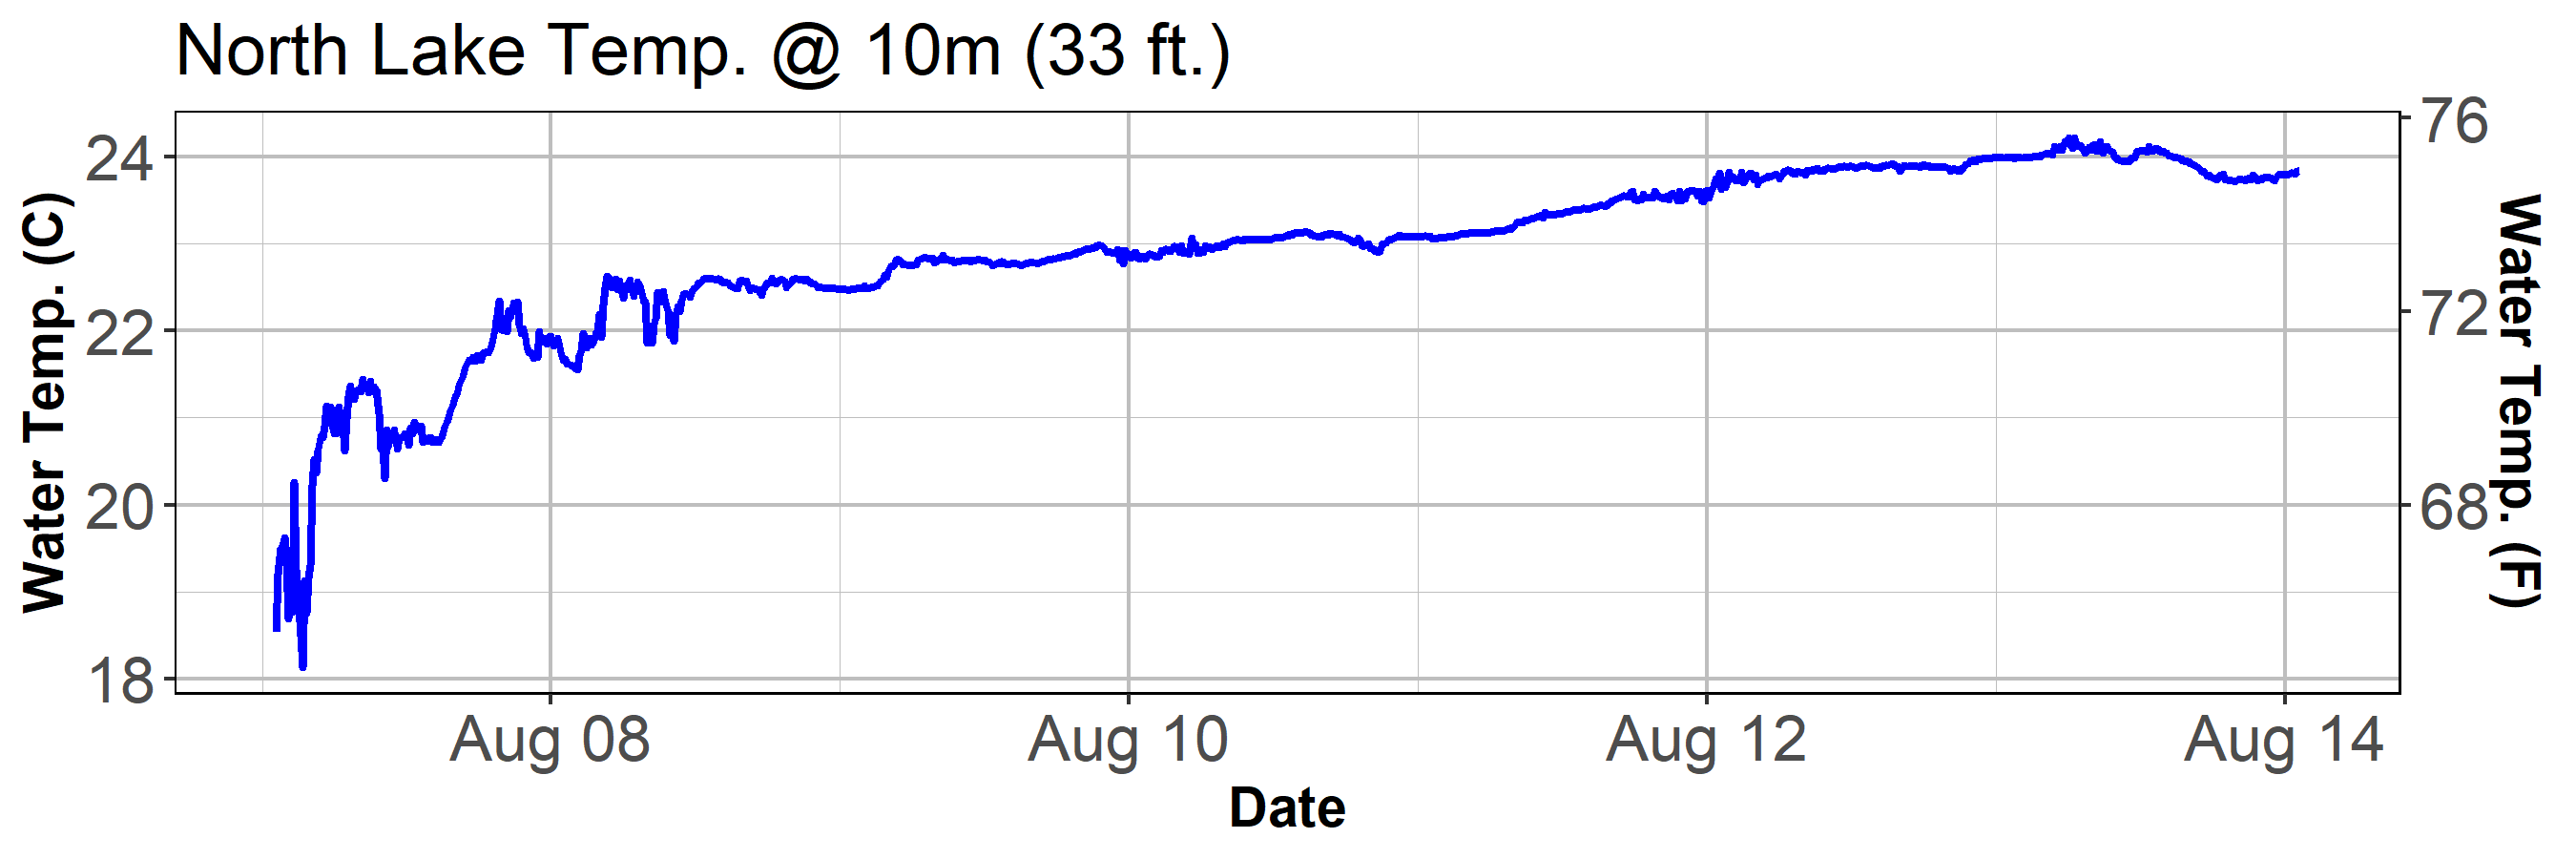 North Lake Temp. @ 10m (33 ft.)
Water Temp. (C)
24
22
20
18
76
72
68
Water Temp. (F)
Aug 08 Aug 10 Aug 12 Aug 14
Date